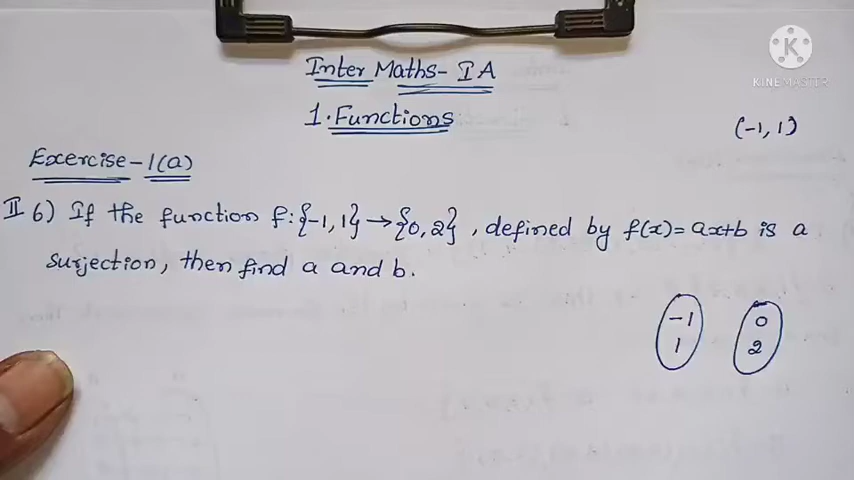 Inter Maths - IA
K
KINEMASTER
1. Functions
(-1, 1)
Exercise - 1(a)
II 6) If the function f: {-1, 1} → {0, 2}, defined by f(x) = ax+b is a
surjection, then find a and b.
-1 0
1 2